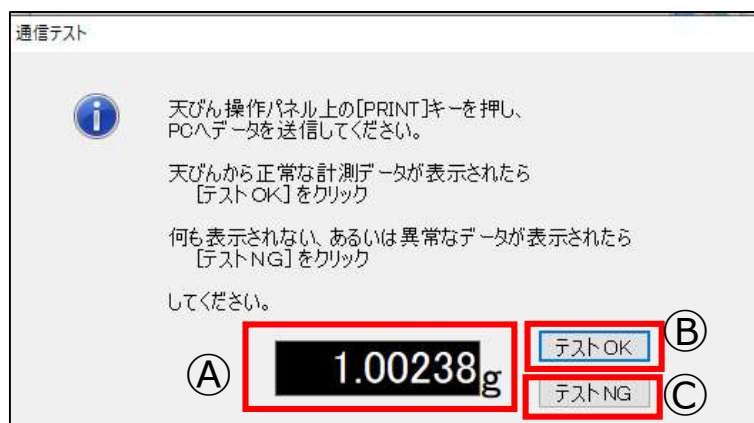 通信テスト
天びん操作パネル上の[PRINT]キーを押し、
PCへデータを送信してください。
天びんから正常な計測データが表示されたら
[テストOK]をクリック
何も表示されない、あるいは異常なデータが表示されたら
[テストNG]をクリック
してください。
Ⓐ 1.00238g テストOK Ⓑ
テストNG Ⓒ